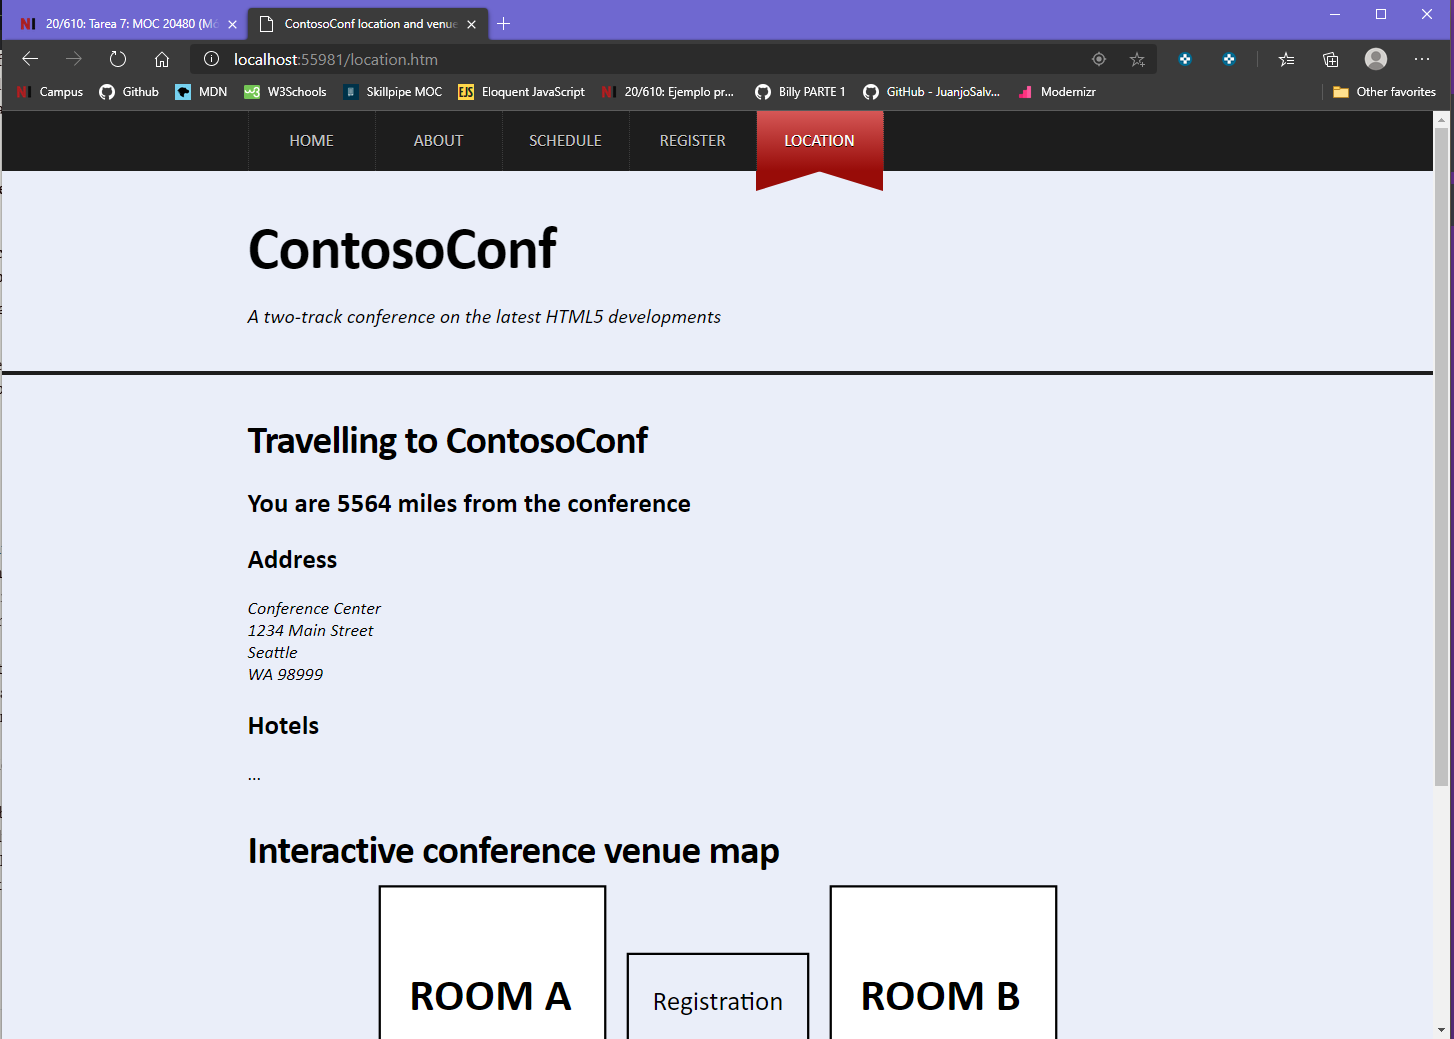 20/610: Tarea 7: MOC 20480 (Mó
ContosoConf location and venue
localhost:55981/location.htm
Campus Github MDN W3Schools Skillpipe MOC Eloquent JavaScript 20/610: Ejemplo pr... Billy PARTE 1 GitHub - JuanjoSalv... Modernizr Other favorites
HOME ABOUT SCHEDULE REGISTER LOCATION
ContosoConf
A two-track conference on the latest HTML5 developments
Travelling to ContosoConf
You are 5564 miles from the conference
Address
Conference Center
1234 Main Street
Seattle
WA 98999
Hotels
...
Interactive conference venue map
ROOM A Registration ROOM B